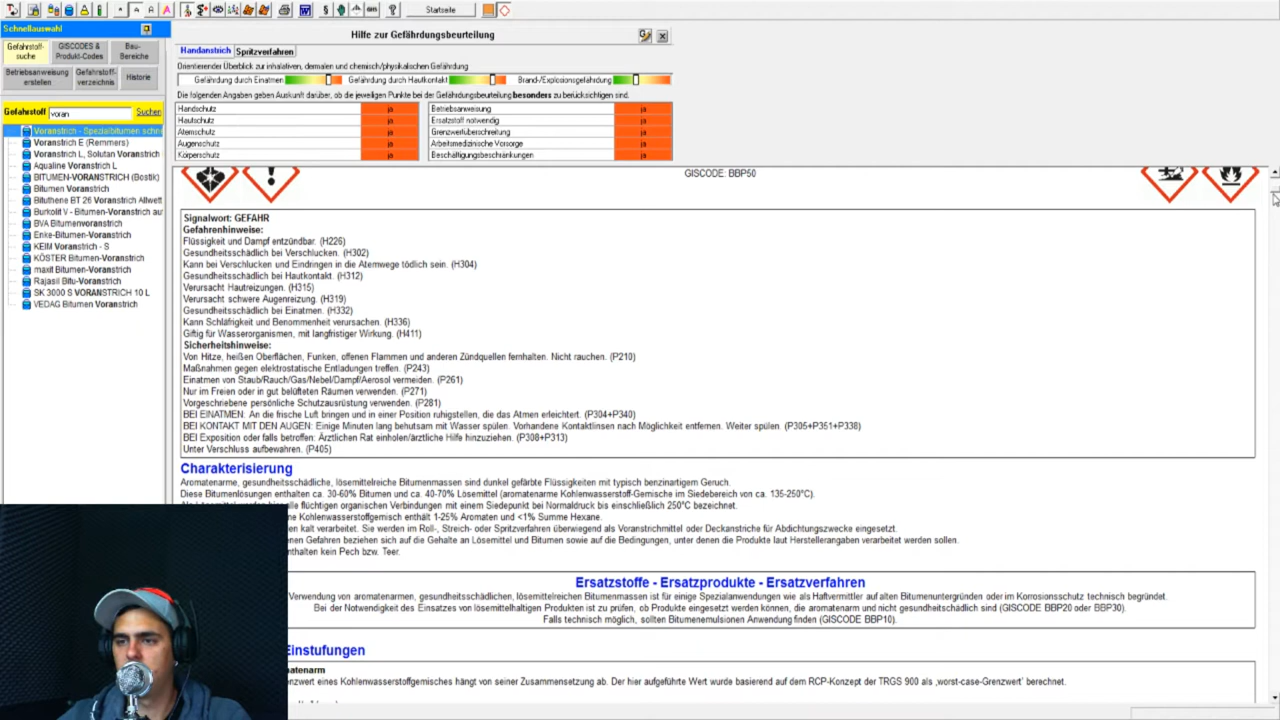 Startseite
Schnellauswahl
Gefahrstoff-
suche
GISCODES &
Produkt-Codes
Bau-
Bereiche
Betriebsanweisung
erstellen
Gefahrstoff-
verzeichnis
Historie
Gefahrstoff voran Suchen
Voranstrich - Spezialbitumen schne
Voranstrich E (Remmers)
Voranstrich L, Solutan Voranstrich
Aqualine Voranstrich L
BITUMEN-VORANSTRICH (Bostik)
Bitumen Voranstrich
Bituthene BT 26 Voranstrich Allwett
Burkolit V - Bitumen-Voranstrich au
BVA Bitumenvoranstrich
Enke-Bitumen-Voranstrich
KEIM Voranstrich - S
KÖSTER Bitumen-Voranstrich
maxit Bitumen-Voranstrich
Rajasil Bitu-Voranstrich
SK 3000 S VORANSTRICH 10 L
VEDAG Bitumen Voranstrich
Hilfe zur Gefährdungsbeurteilung
Handanstrich Spritzverfahren
Orientierender Überblick zur inhalativen, dermalen und chemisch/physikalischen Gefährdung
Gefährdung durch Einatmen Gefährdung durch Hautkontakt Brand-/Explosionsgefährdung
Die folgenden Angaben geben Auskunft darüber, ob die jeweiligen Punkte bei der Gefährdungsbeurteilung besonders zu berücksichtigen sind.
Handschutz ja Betriebsanweisung ja
Hautschutz ja Ersatzstoff notwendig ja
Atemschutz ja Grenzwertüberschreitung ja
Augenschutz ja Arbeitsmedizinische Vorsorge ja
Körperschutz ja Beschäftigungsbeschränkungen ja
GISCODE: BBP50
Signalwort: GEFAHR
Gefahrenhinweise:
Flüssigkeit und Dampf entzündbar. (H226)
Gesundheitsschädlich bei Verschlucken. (H302)
Kann bei Verschlucken und Eindringen in die Atemwege tödlich sein. (H304)
Gesundheitsschädlich bei Hautkontakt. (H312)
Verursacht Hautreizungen. (H315)
Verursacht schwere Augenreizung. (H319)
Gesundheitsschädlich bei Einatmen. (H332)
Kann Schläfrigkeit und Benommenheit verursachen. (H336)
Giftig für Wasserorganismen, mit langfristiger Wirkung. (H411)
Sicherheitshinweise:
Von Hitze, heißen Oberflächen, Funken, offenen Flammen und anderen Zündquellen fernhalten. Nicht rauchen. (P210)
Maßnahmen gegen elektrostatische Entladungen treffen. (P243)
Einatmen von Staub/Rauch/Gas/Nebel/Dampf/Aerosol vermeiden. (P261)
Nur im Freien oder in gut belüfteten Räumen verwenden. (P271)
Vorgeschriebene persönliche Schutzausrüstung verwenden. (P281)
BEI EINATMEN: An die frische Luft bringen und in einer Position ruhigstellen, die das Atmen erleichtert. (P304+P340)
BEI KONTAKT MIT DEN AUGEN: Einige Minuten lang behutsam mit Wasser spülen. Vorhandene Kontaktlinsen nach Möglichkeit entfernen. Weiter spülen. (P305+P351+P338)
BEI Exposition oder falls betroffen: Ärztlichen Rat einholen/ärztliche Hilfe hinzuziehen. (P308+P313)
Unter Verschluss aufbewahren. (P405)
Charakterisierung
Aromatenarme, gesundheitsschädliche, lösemittelreiche Bitumenmassen sind dunkel gefärbte Flüssigkeiten mit typisch benzinartigem Geruch.
Diese Bitumenlösungen enthalten ca. 30-60% Bitumen und ca. 40-70% Lösemittel (aromatenarme Kohlenwasserstoff-Gemische im Siedebereich von ca. 135-250°C).
alle flüchtigen organischen Verbindungen mit einem Siedepunkt bei Normaldruck bis einschließlich 250°C bezeichnet.
ne Kohlenwasserstoffgemisch enthält 1-25% Aromaten und <1% Summe Hexane.
en kalt verarbeitet. Sie werden im Roll-, Streich- oder Spritzverfahren überwiegend als Voranstrichmittel oder Deckanstriche für Abdichtungszwecke eingesetzt.
nen Gefahren beziehen sich auf die Gehalte an Lösemittel und Bitumen sowie auf die Bedingungen, unter denen die Produkte laut Herstellerangaben verarbeitet werden sollen.
nthalten kein Pech bzw. Teer.
Ersatzstoffe - Ersatzprodukte - Ersatzverfahren
Verwendung von aromatenarmen, gesundheitsschädlichen, lösemittelreichen Bitumenmassen ist für einige Spezialanwendungen wie als Haftvermittler auf alten Bitumenuntergründen oder im Korrosionsschutz technisch begründet.
Bei der Notwendigkeit des Einsatzes von lösemittelhaltigen Produkten ist zu prüfen, ob Produkte eingesetzt werden können, die aromatenarm und nicht gesundheitsschädlich sind (GISCODE BBP20 oder BBP30).
Falls technisch möglich, sollten Bitumenemulsionen Anwendung finden (GISCODE BBP10).
Einstufungen
natenarm
enzwert eines Kohlenwasserstoffgemisches hängt von seiner Zusammensetzung ab. Der hier aufgeführte Wert wurde basierend auf dem RCP-Konzept der TRGS 900 als ‚worst-case-Grenzwert' berechnet.